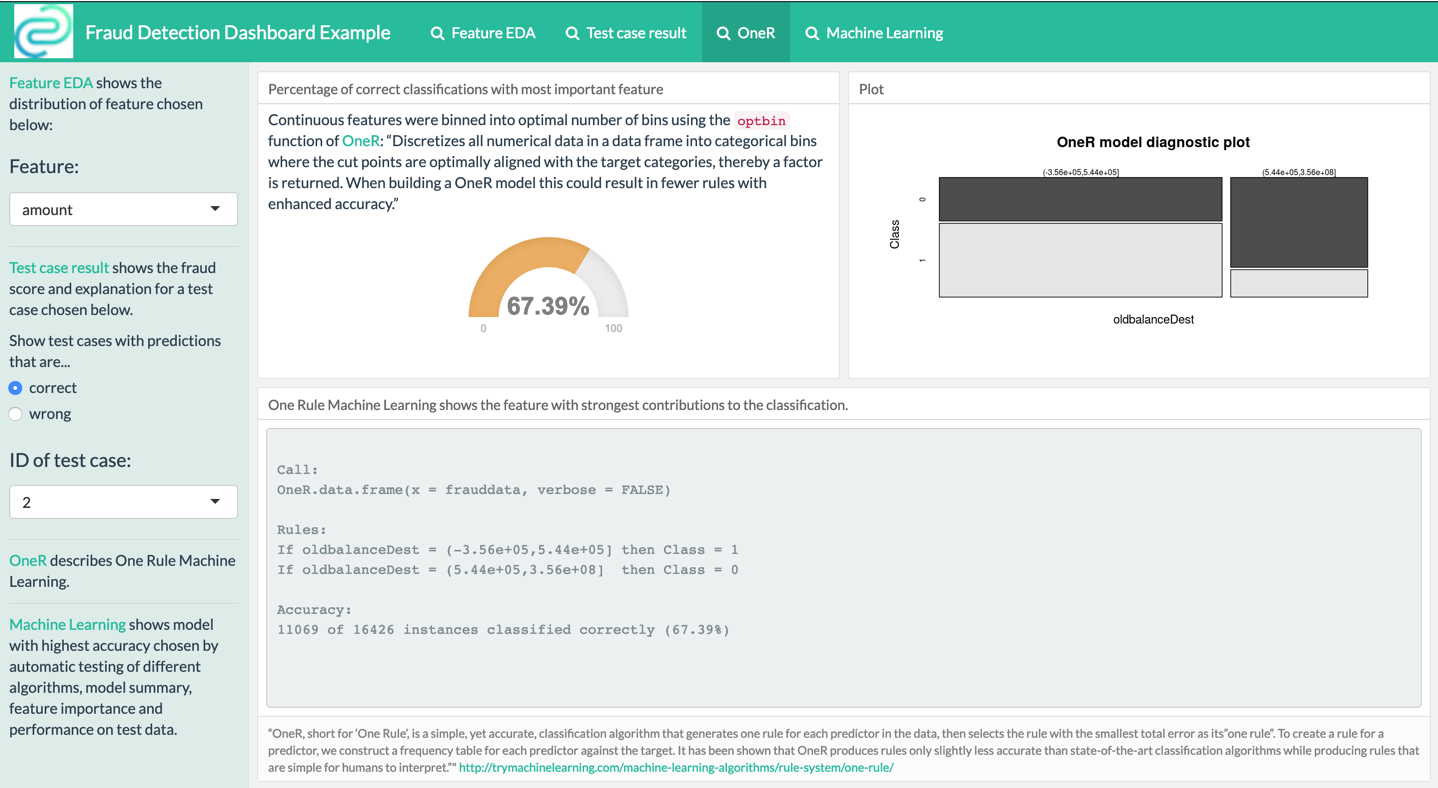 Fraud Detection Dashboard Example
Feature EDA
Test case result
OneR
Machine Learning
Feature EDA shows the
distribution of feature chosen
below:
Feature:
amount
Test case result shows the fraud
score and explanation for a test
case chosen below.
Show test cases with predictions
that are...
correct
wrong
ID of test case:
2
OneR describes One Rule Machine
Learning.
Machine Learning shows model
with highest accuracy chosen by
automatic testing of different
algorithms, model summary,
feature importance and
performance on test data.
Percentage of correct classifications with most important feature
Continuous features were binned into optimal number of bins using the optbin
function of OneR: “Discretizes all numerical data in a data frame into categorical bins
where the cut points are optimally aligned with the target categories, thereby a factor
is returned. When building a OneR model this could result in fewer rules with
enhanced accuracy.”
67.39%
0 100
Plot
OneR model diagnostic plot
(-3.56e+05,5.44e+05] (5.44e+05,3.56e+08]
0
Class
1
oldbalanceDest
One Rule Machine Learning shows the feature with strongest contributions to the classification.
Call:
OneR.data.frame(x = frauddata, verbose = FALSE)
Rules:
If oldbalanceDest = (-3.56e+05,5.44e+05] then Class = 1
If oldbalanceDest = (5.44e+05,3.56e+08]  then Class = 0
Accuracy:
11069 of 16426 instances classified correctly (67.39%)
“OneR, short for ‘One Rule’, is a simple, yet accurate, classification algorithm that generates one rule for each predictor in the data, then selects the rule with the smallest total error as its”one rule“. To create a rule for a
predictor, we construct a frequency table for each predictor against the target. It has been shown that OneR produces rules only slightly less accurate than state-of-the-art classification algorithms while producing rules that
are simple for humans to interpret.”" http://trymachinelearning.com/machine-learning-algorithms/rule-system/one-rule/